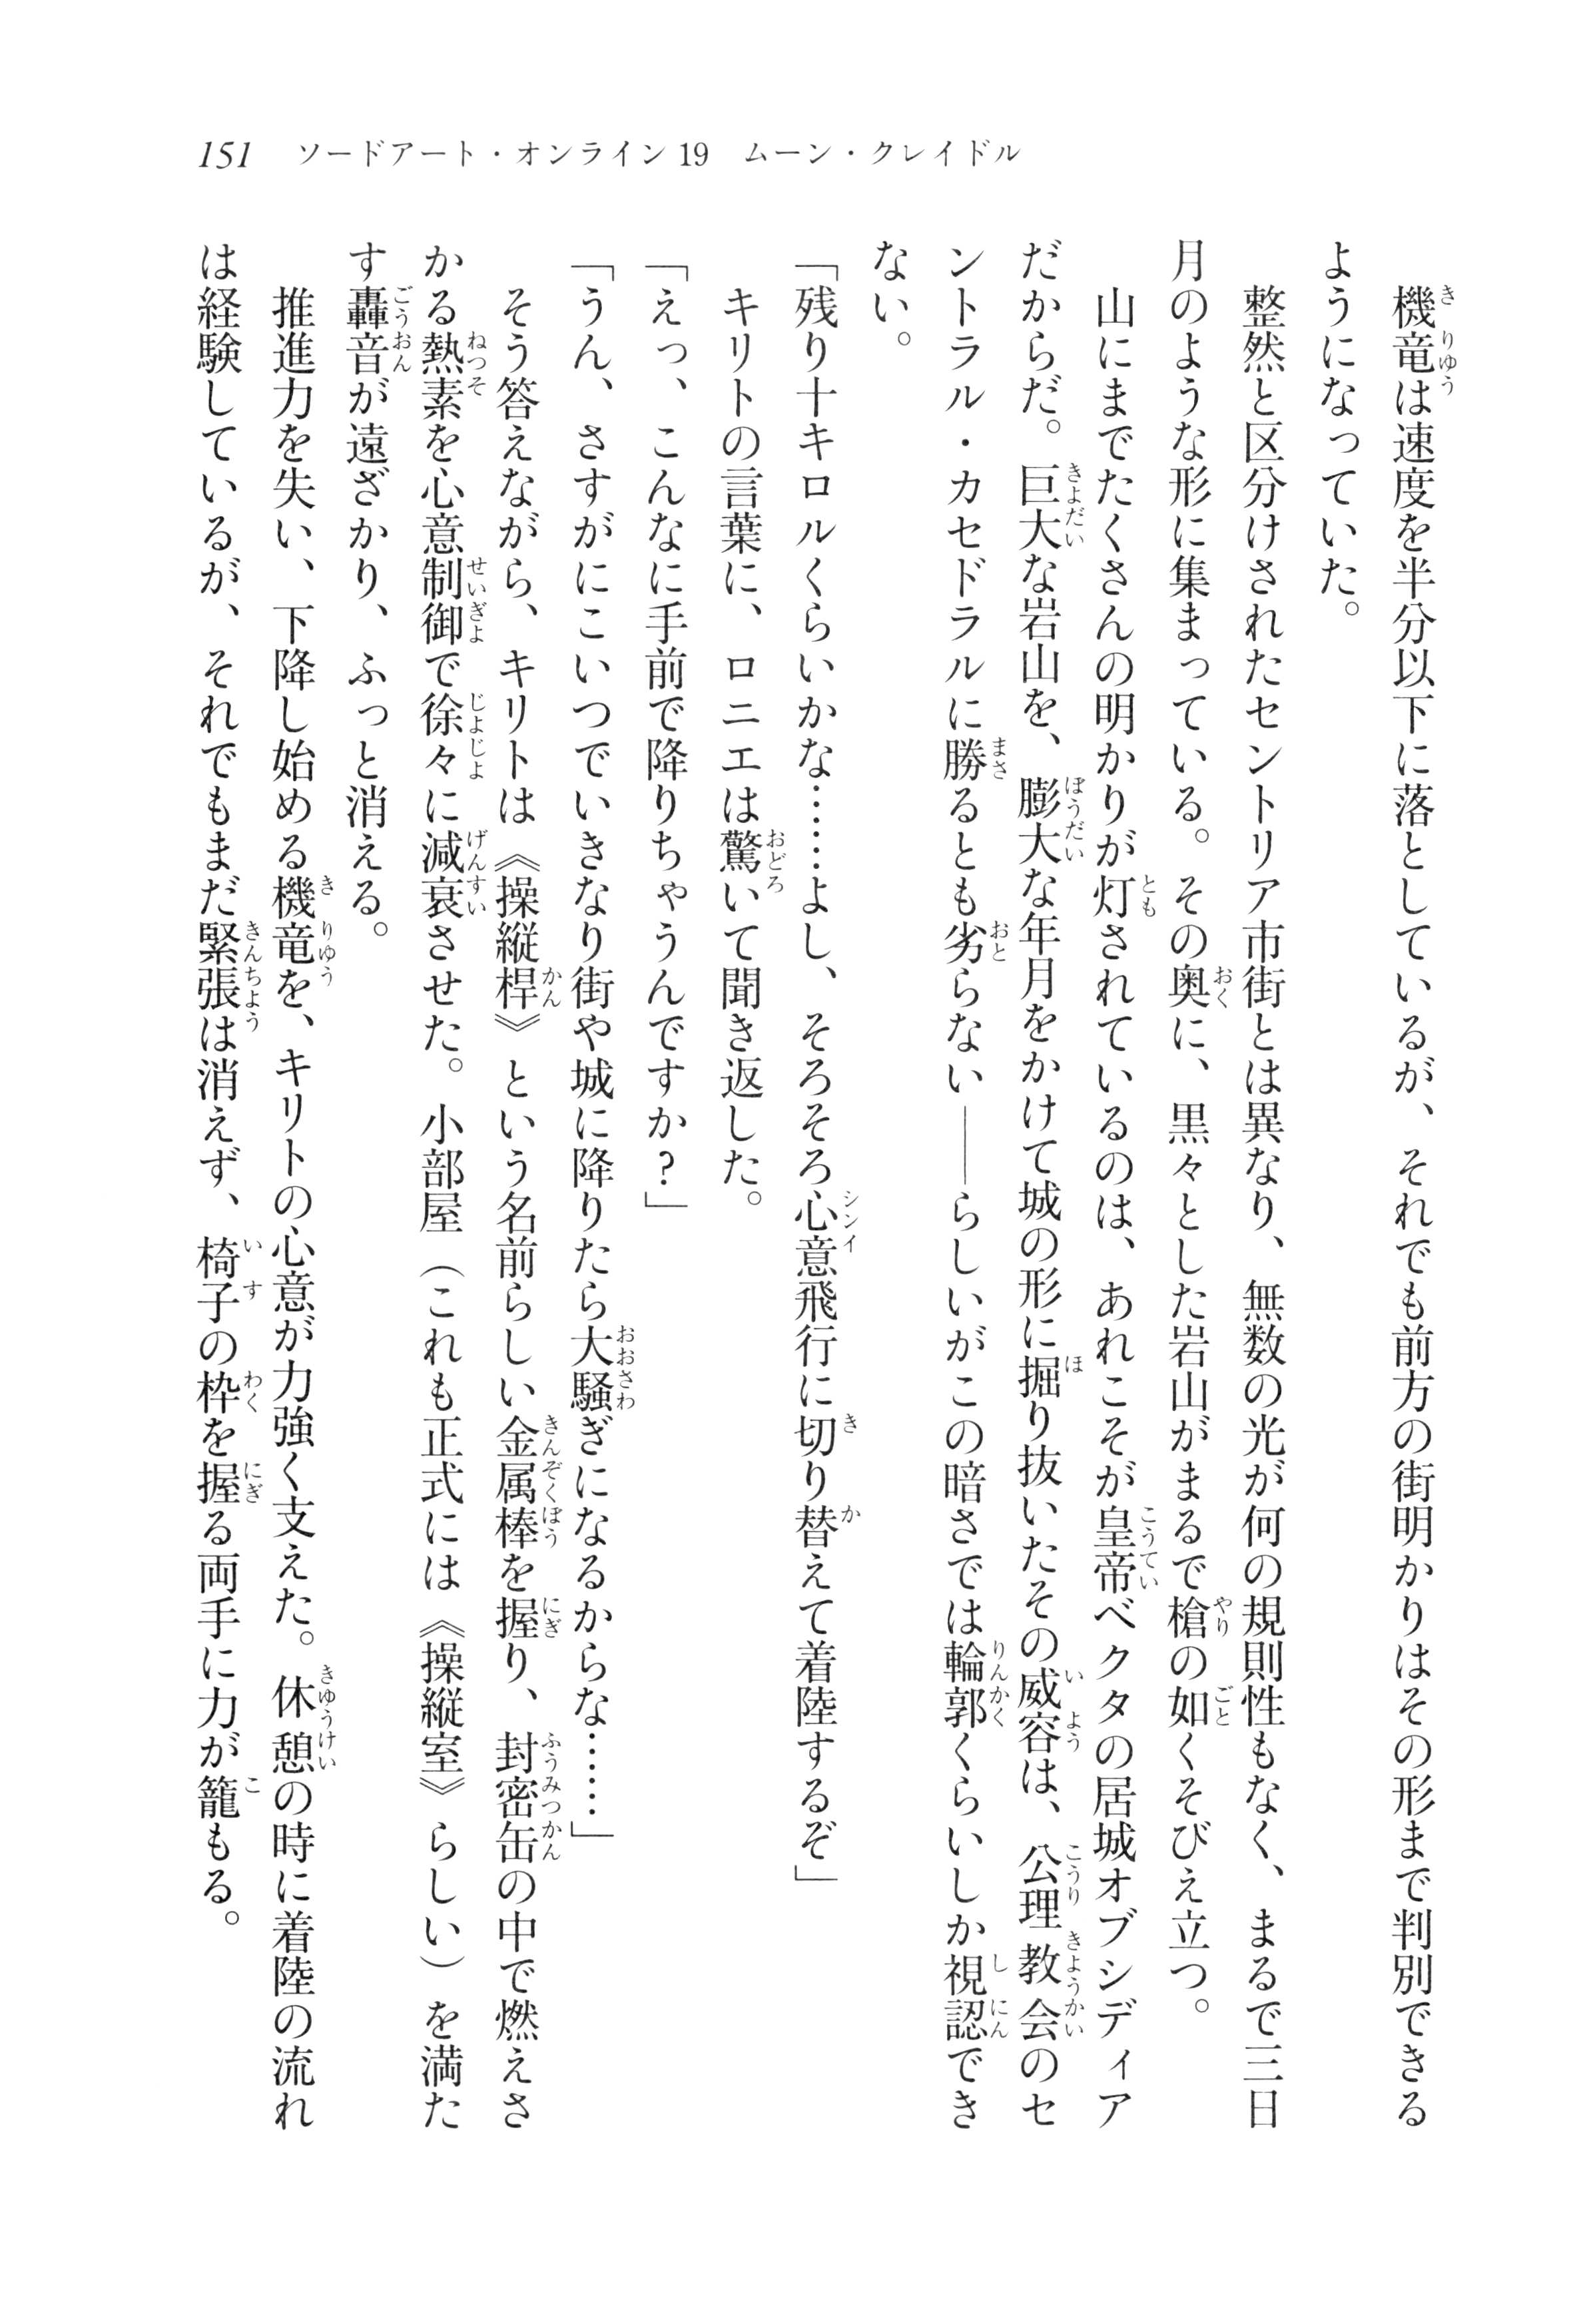 151 ソードアート・オンライン19 ムーン・クレイドル
　機竜は速度を半分以下に落としているが、それでも前方の街明かりはその形まで判別できる
ようになっていた。
　整然と区分けされたセントリア市街とは異なり、無数の光が何の規則性もなく、まるで三日
月のような形に集まっている。その奥に、黒々とした岩山がまるで槍の如くそびえ立つ。
　山にまでたくさんの明かりが灯されているのは、あれこそが皇帝ベクタの居城オブシディア
だからだ。巨大な岩山を、膨大な年月をかけて城の形に掘り抜いたその威容は、公理教会のセ
ントラル・カセドラルに勝るとも劣らない――らしいがこの暗さでは輪郭くらいしか視認でき
ない。
「残り十キロルくらいかな……よし、そろそろ心意飛行に切り替えて着陸するぞ」
　キリトの言葉に、ロニエは驚いて聞き返した。
「えっ、こんなに手前で降りちゃうんですか?」
「うん、さすがにこいつでいきなり街や城に降りたら大騒ぎになるからな……」
　そう答えながら、キリトは《操縦桿》という名前らしい金属棒を握り、封密缶の中で燃えさ
かる熱素を心意制御で徐々に減衰させた。小部屋（これも正式には《操縦室》らしい）を満た
す轟音が遠ざかり、ふっと消える。
　推進力を失い、下降し始める機竜を、キリトの心意が力強く支えた。休憩の時に着陸の流れ
は経験しているが、それでもまだ緊張は消えず、椅子の枠を握る両手に力が籠もる。